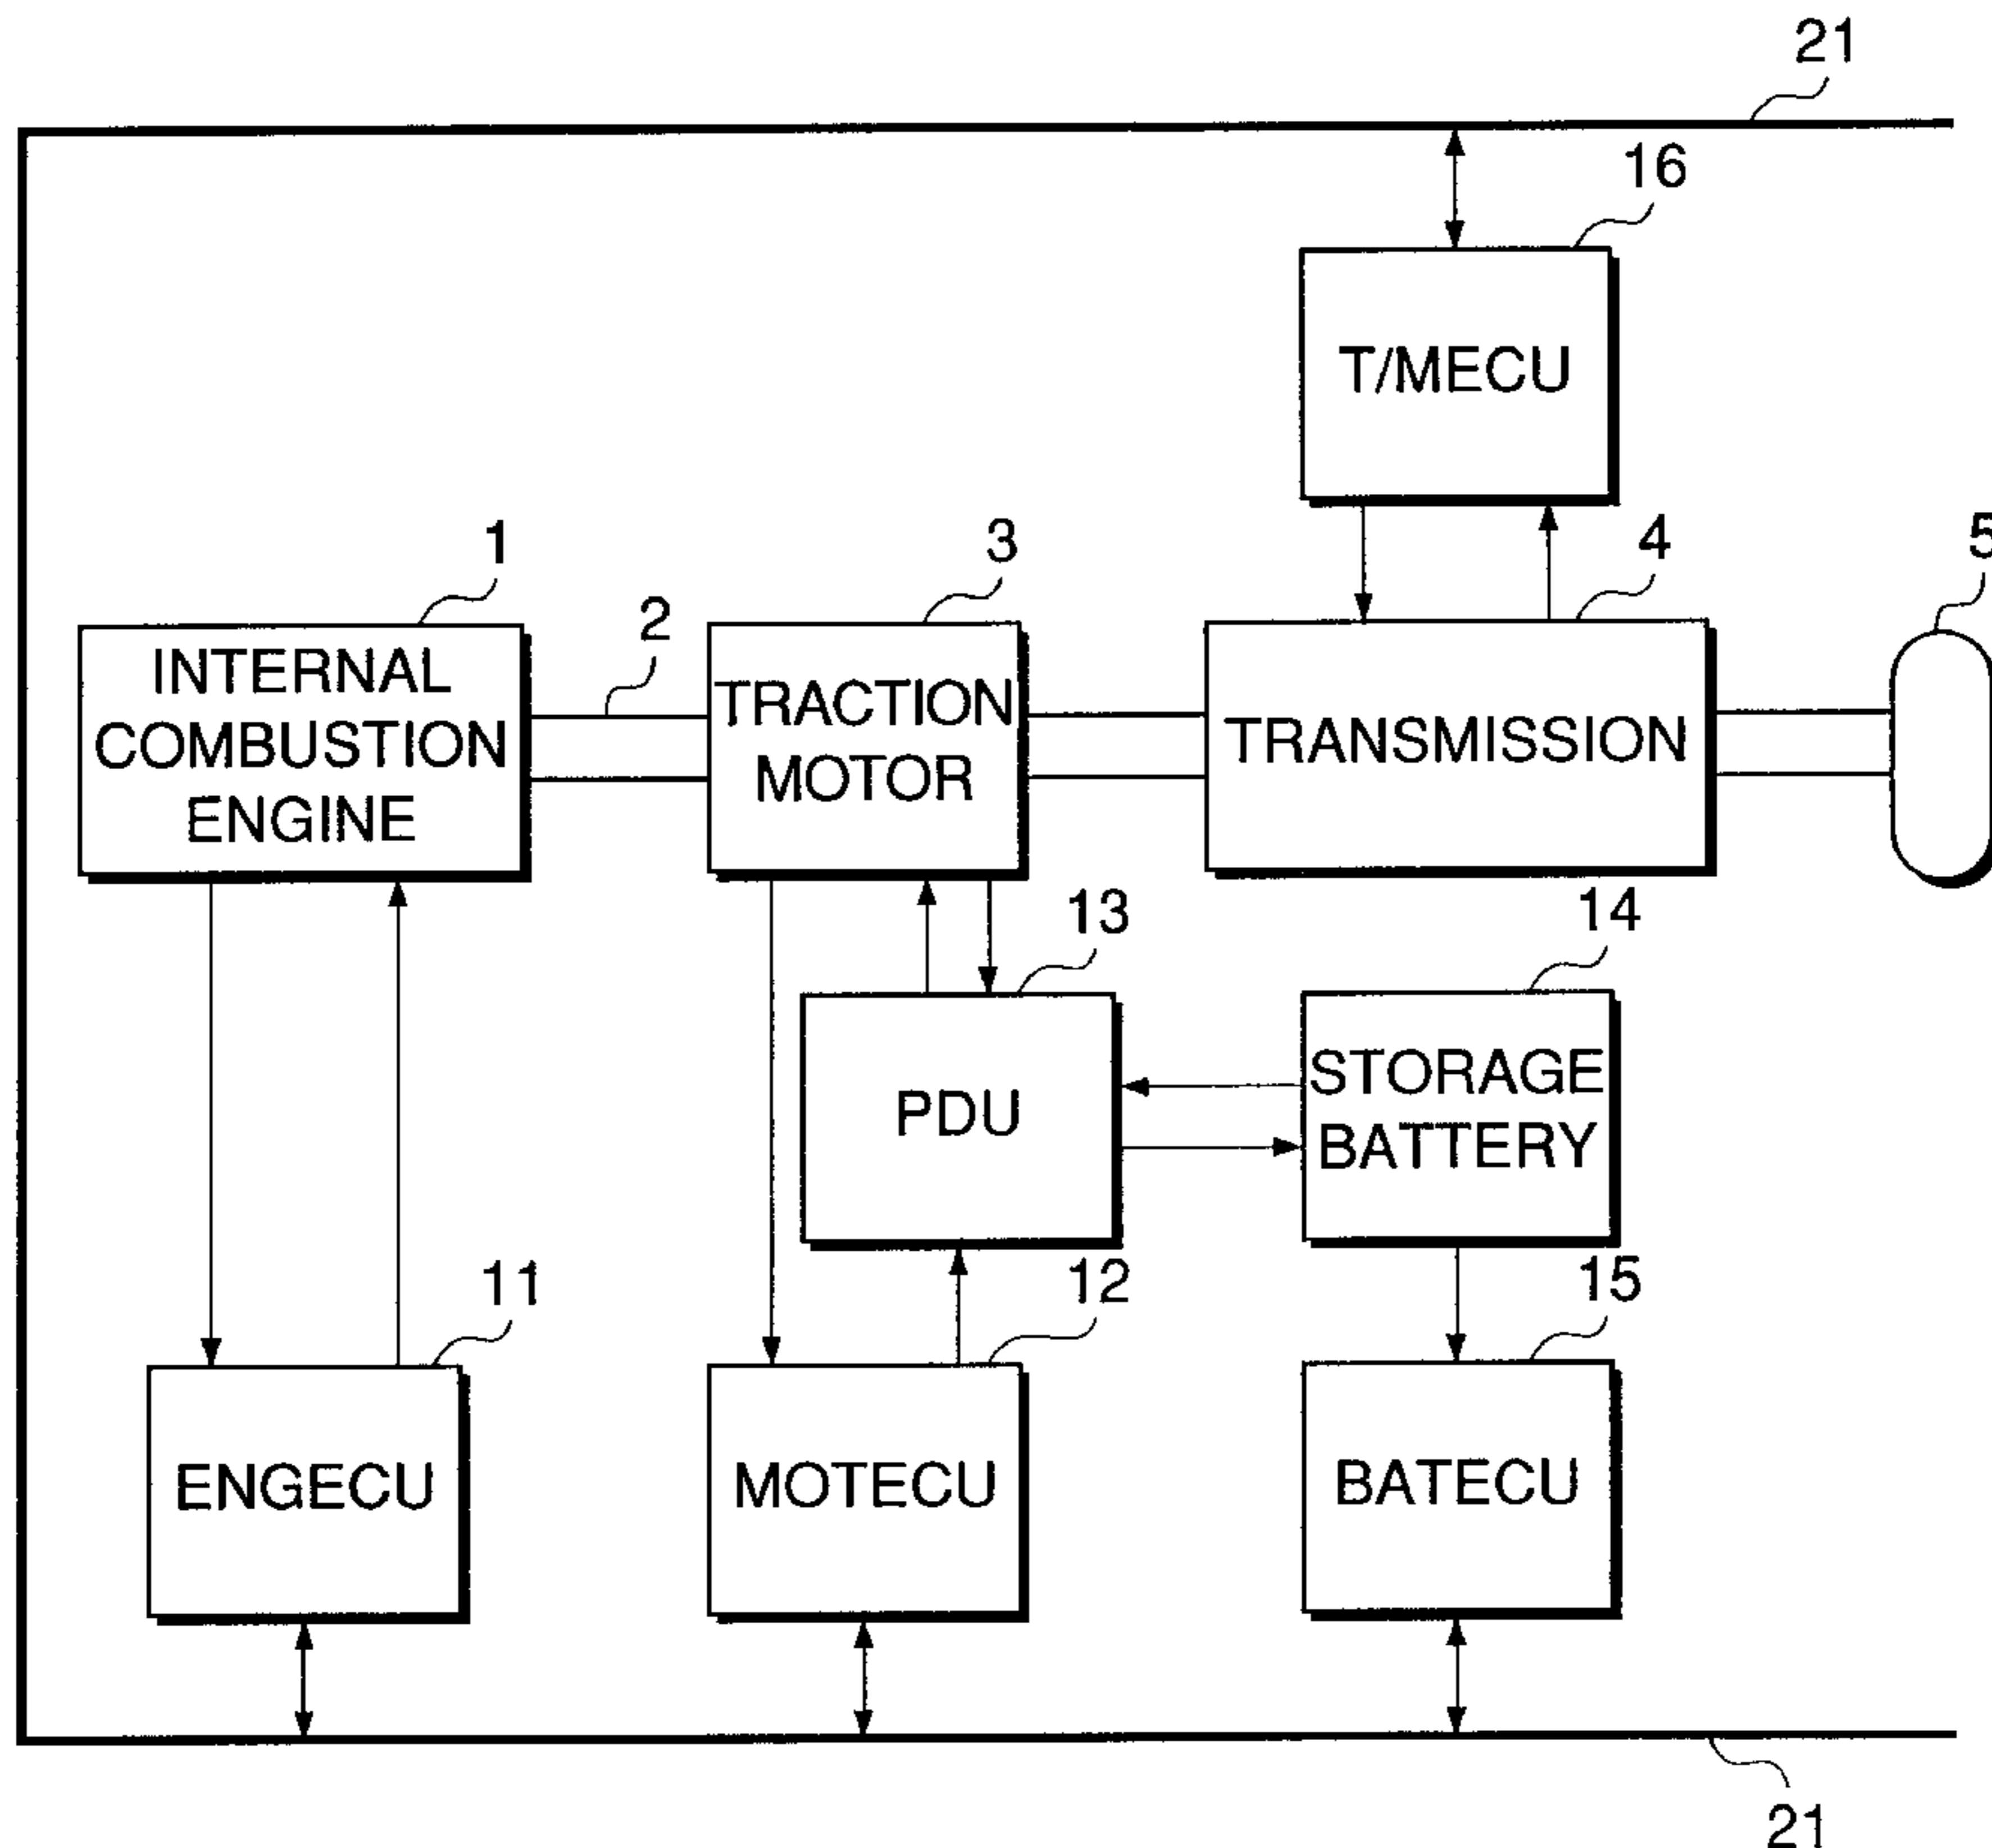 21
16
T/MECU
1
2
3
4
5
INTERNAL
COMBUSTION
ENGINE
TRACTION
MOTOR
TRANSMISSION
13
14
PDU
STORAGE
BATTERY
11
12
15
ENGECU
MOTECU
BATECU
21